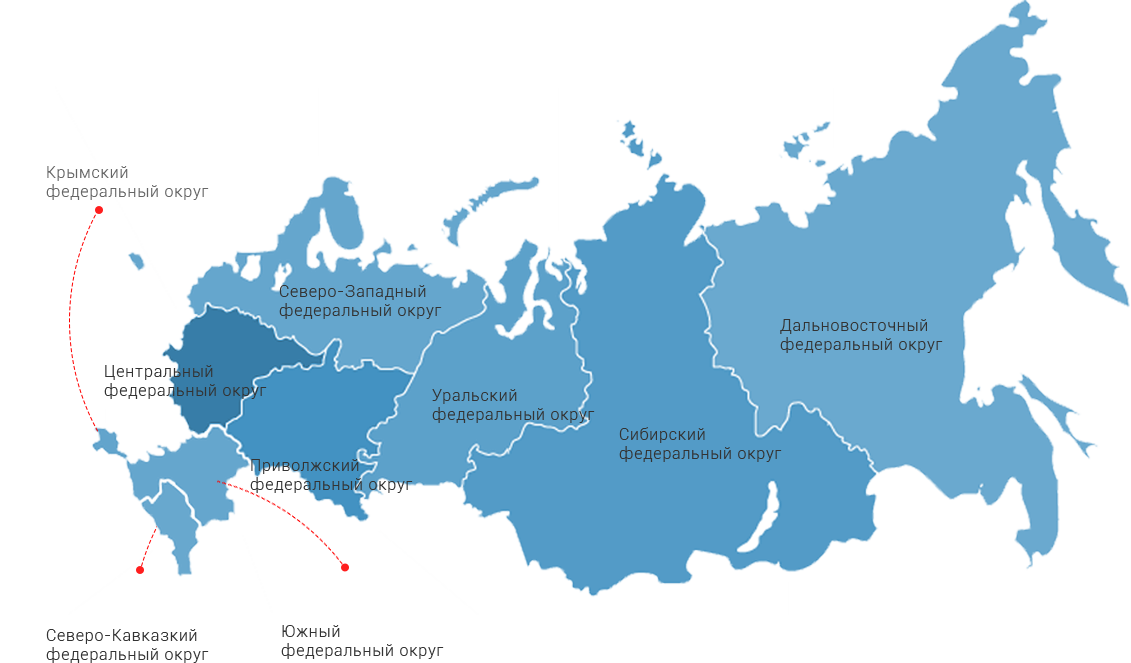 Крымский
федеральный округ
Северо-Западный
федеральный округ
Дальновосточный
федеральный округ
Центральный
федеральный округ
Уральский
федеральный округ
Сибирский
федеральный округ
Приволжский
федеральный округ
Северо-Кавказкий
федеральный округ
Южный
федеральный округ